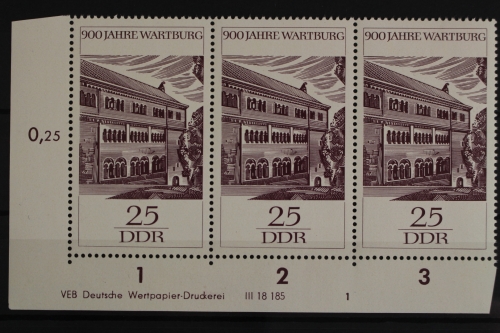 900 JAHRE WARTBURG 900 JAHRE WARTBURG 900 JAHRE WARTBURG
0,25
25 25 25
DDR DDR DDR
1 2 3
VEB Deutsche Wertpapier-Druckerei III 18 185 1